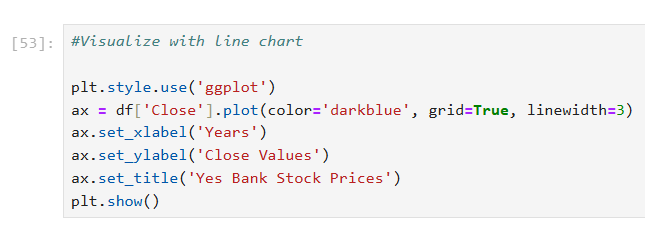 [53]: #Visualize with line chart
plt.style.use('ggplot')
ax = df['Close'].plot(color='darkblue', grid=True, linewidth=3)
ax.set_xlabel('Years')
ax.set_ylabel('Close Values')
ax.set_title('Yes Bank Stock Prices')
plt.show()